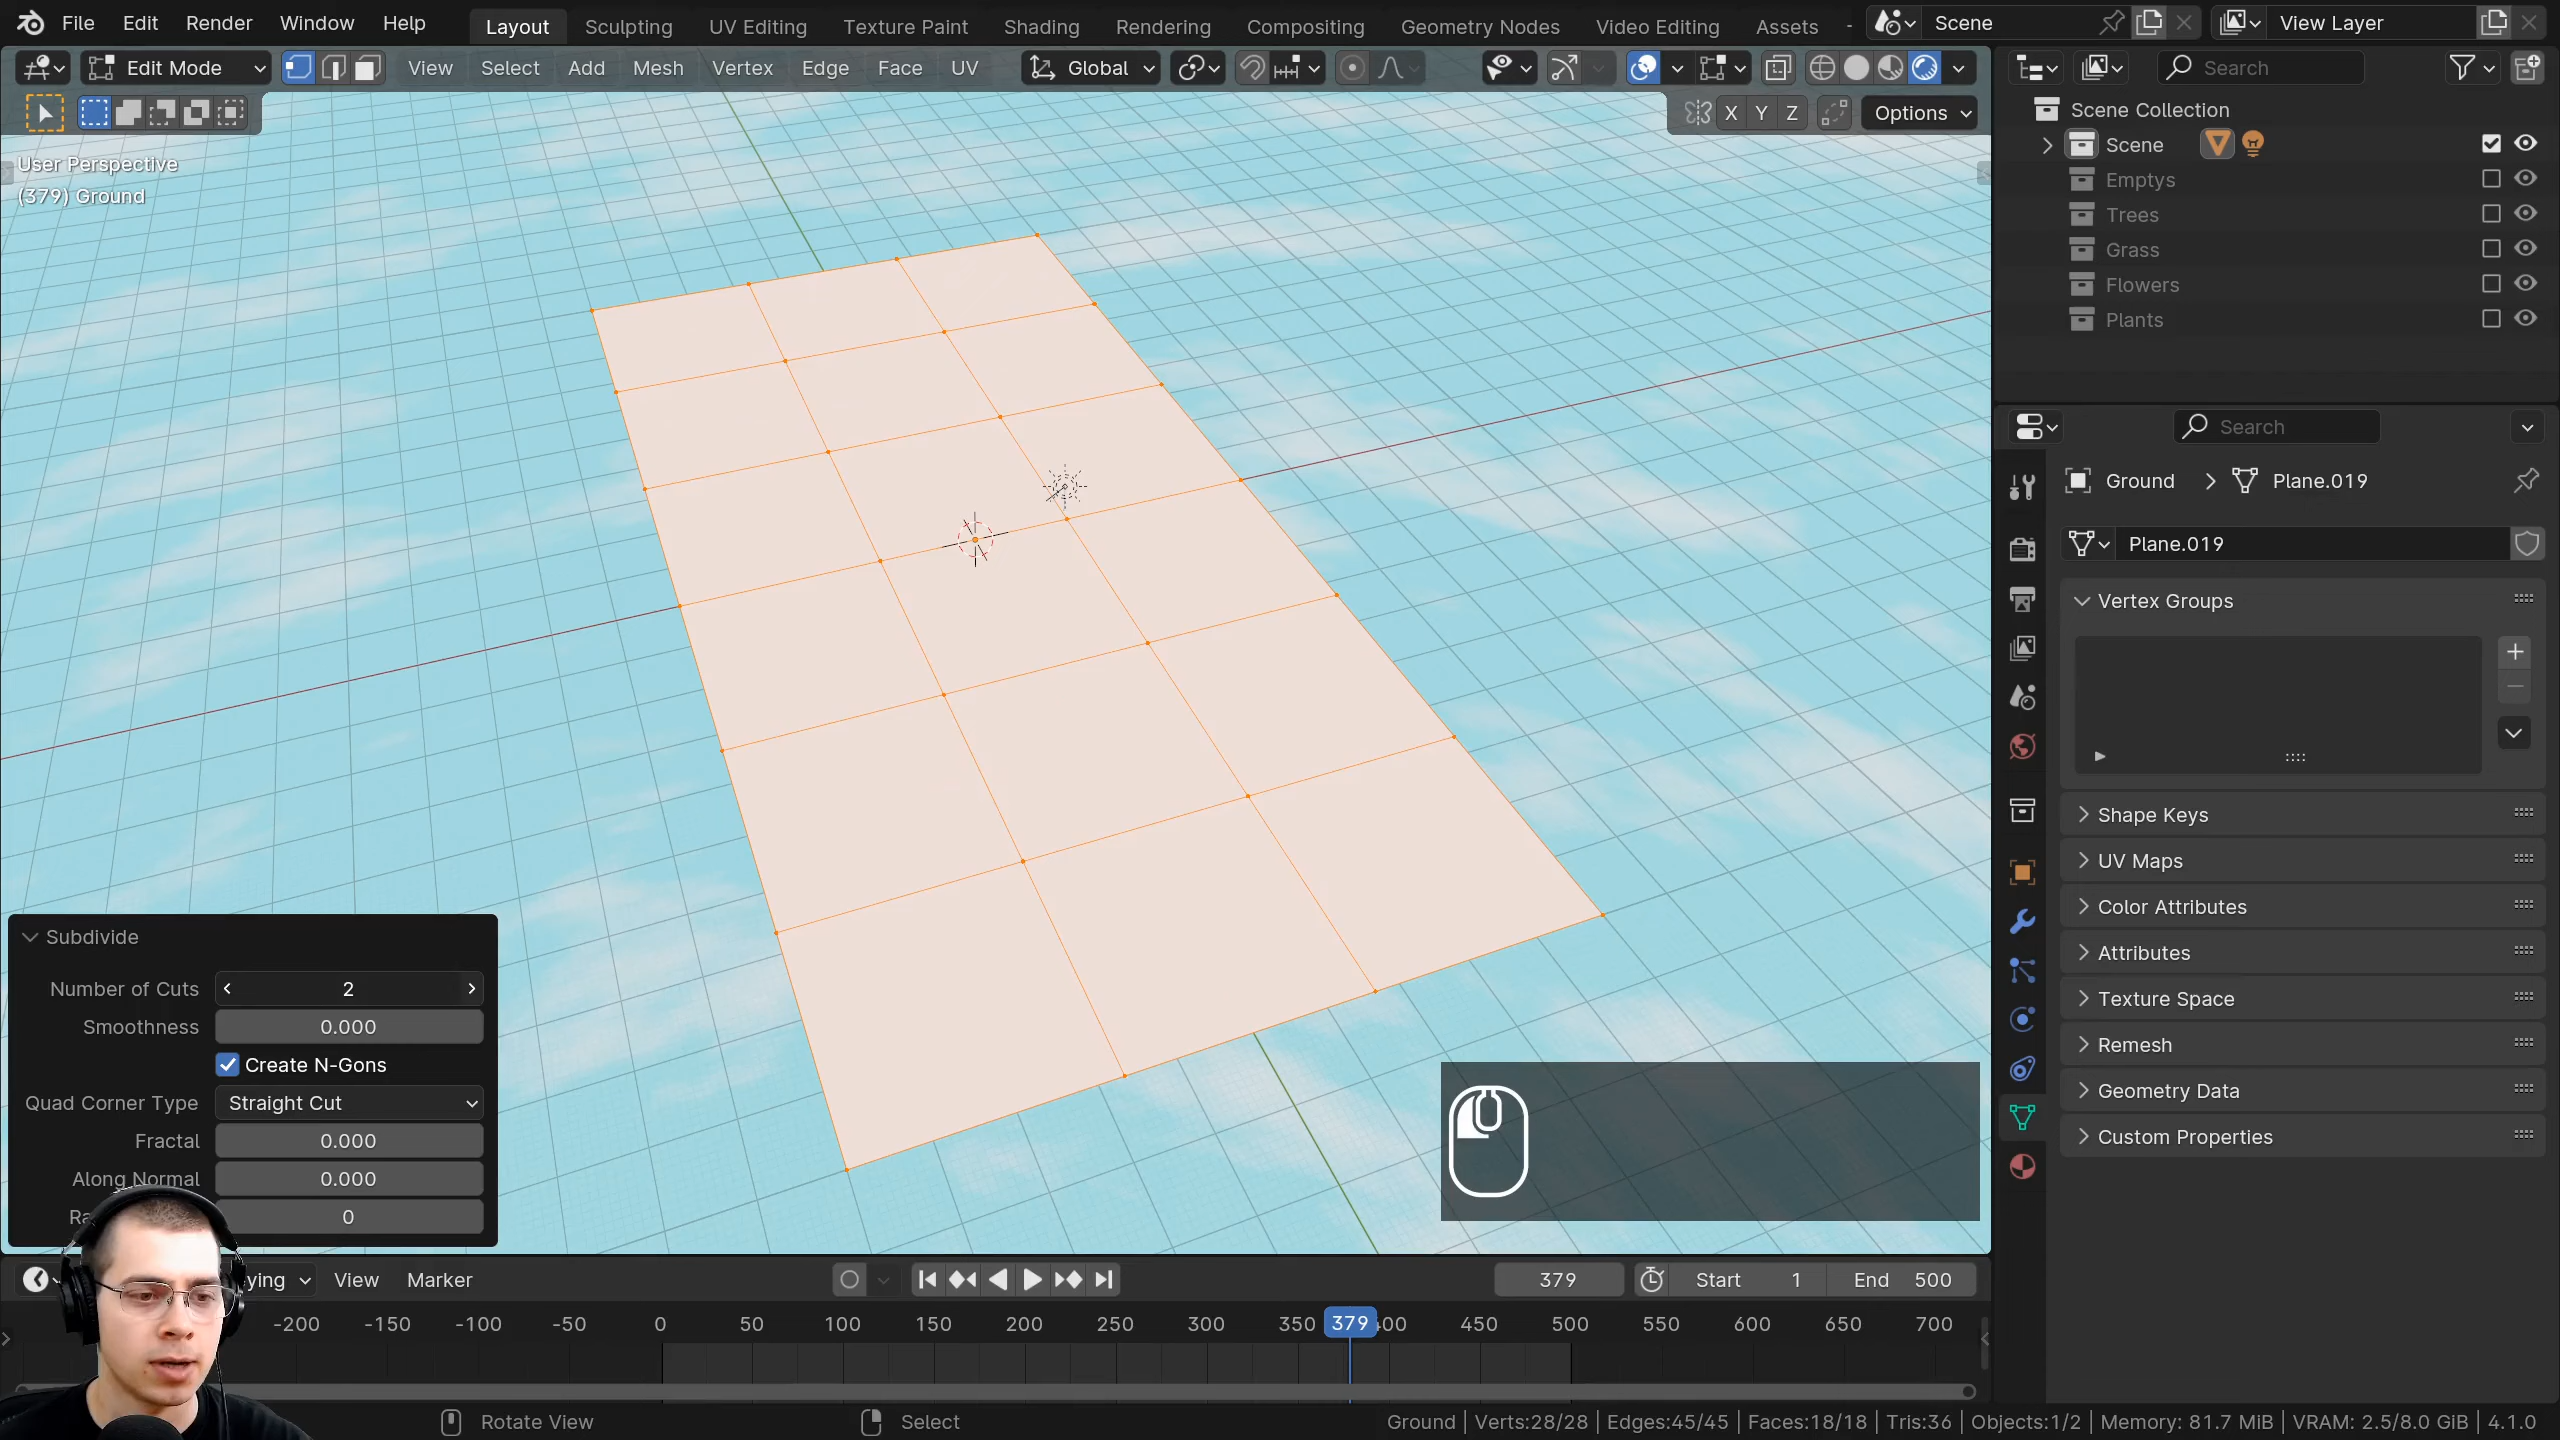 File Edit Render Window Help Layout Sculpting UV Editing Texture Paint Shading Rendering Compositing Geometry Nodes Video Editing Assets Scene View Layer
Edit Mode View Select Add Mesh Vertex Edge Face UV Global Search
X Y Z Options
User Perspective
(379) Ground
Scene Collection
Scene
Emptys
Trees
Grass
Flowers
Plants
Search
Ground > Plane.019
Plane.019
Vertex Groups
Shape Keys
UV Maps
Color Attributes
Attributes
Texture Space
Remesh
Geometry Data
Custom Properties
Subdivide
Number of Cuts 2
Smoothness 0.000
Create N-Gons
Quad Corner Type Straight Cut
Fractal 0.000
Along Normal 0.000
0
View Marker 379 Start 1 End 500
-200 -150 -100 -50 0 50 100 150 200 250 300 350 379 450 500 550 600 650 700
Rotate View Select Ground | Verts:28/28 | Edges:45/45 | Faces:18/18 | Tris:36 | Objects:1/2 | Memory: 81.7 MiB | VRAM: 2.5/8.0 GiB | 4.1.0